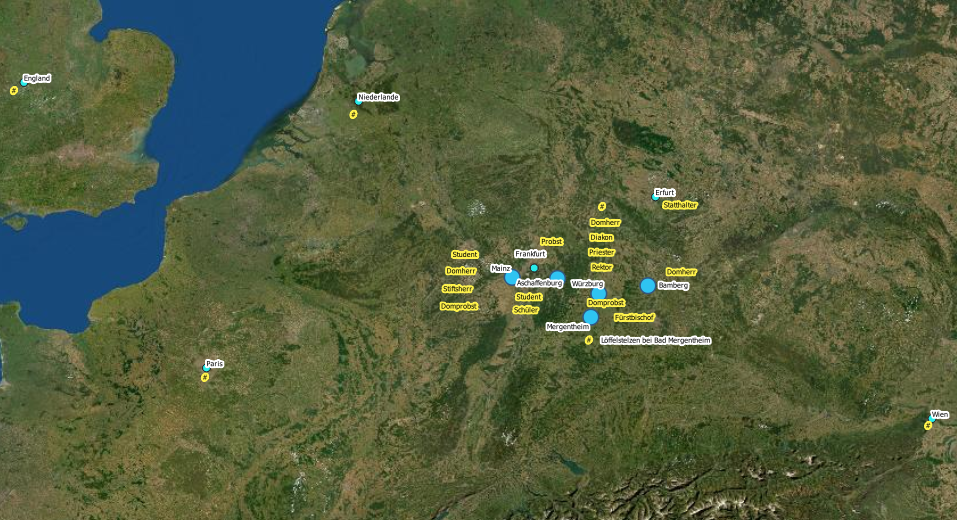 England
#
Niederlande
#
Erfurt
Statthalter
#
Domherr
Diakon
Priester
Rektor
Probst
Student
Domherr
Stiftsherr
Domprobst
Frankfurt
Mainz
Aschaffenburg
Student
Schüler
Würzburg
Domprobst
Fürstbischof
Domherr
Bamberg
Mergentheim
#
Löffelstelzen bei Bad Mergentheim
Paris
#
Wien
#